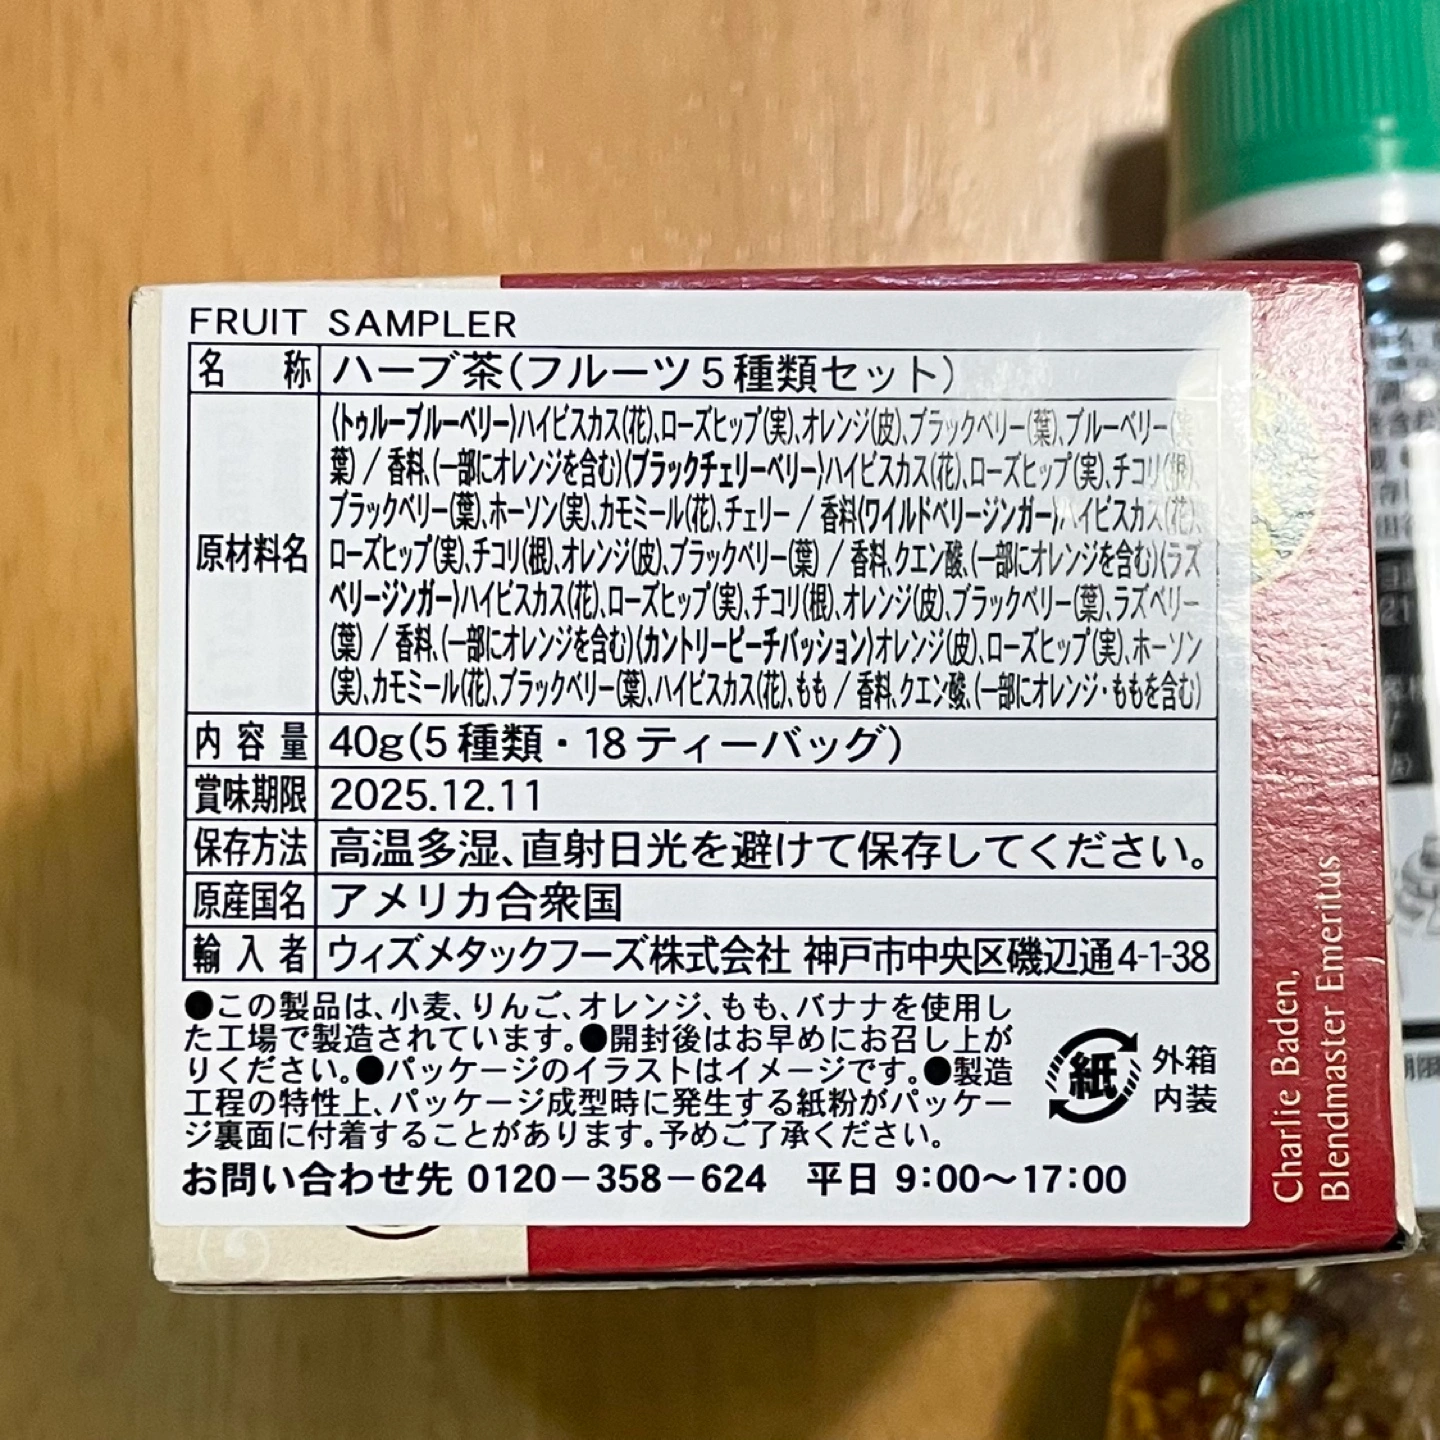 FRUIT SAMPLER
名称 ハーブ茶(フルーツ5種類セット)
原材料名
〈トゥルーブルーベリー〉ハイビスカス(花)、ローズヒップ(実)、オレンジ(皮)、ブラックベリー(葉)、ブルーベリー(実
葉) / 香料、(一部にオレンジを含む)〈ブラックチェリーベリー〉ハイビスカス(花)、ローズヒップ(実)、チコリ(根)、
ブラックベリー(葉)、ホーソン(実)、カモミール(花)、チェリー / 香料〈ワイルドベリージンガー〉ハイビスカス(花)、
ローズヒップ(実)、チコリ(根)、オレンジ(皮)、ブラックベリー(葉) / 香料、クエン酸、(一部にオレンジを含む)〈ラズ
ベリージンガー〉ハイビスカス(花)、ローズヒップ(実)、チコリ(根)、オレンジ(皮)、ブラックベリー(葉)、ラズベリー
(葉) / 香料、(一部にオレンジを含む)〈カントリーピーチパッション〉オレンジ(皮)、ローズヒップ(実)、ホーソン
(実)、カモミール(花)、ブラックベリー(葉)、ハイビスカス(花)、もも / 香料、クエン酸、(一部にオレンジ・ももを含む)
内容量 40g(5種類・18ティーバッグ)
賞味期限 2025.12.11
保存方法 高温多湿、直射日光を避けて保存してください。
原産国名 アメリカ合衆国
輸入者 ウィズメタックフーズ株式会社 神戸市中央区磯辺通4-1-38
●この製品は、小麦、りんご、オレンジ、もも、バナナを使用し
た工場で製造されています。●開封後はお早めにお召し上が
りください。●パッケージのイラストはイメージです。●製造
工程の特性上、パッケージ成型時に発生する紙粉がパッケー
ジ裏面に付着することがあります。予めご了承ください。
紙 外箱
内装
お問い合わせ先 0120-358-624 平日 9:00〜17:00
Charlie Baden,
Blendmaster Emeritus